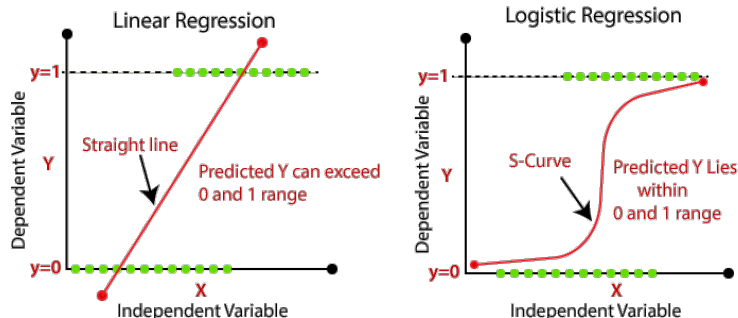 Linear Regression
y=1
Dependent Variable
Y
Straight line
Predicted Y can exceed
0 and 1 range
y=0
X
Independent Variable
Logistic Regression
y=1
Dependent Variable
Y
S-Curve
Predicted Y Lies
within
0 and 1 range
y=0
X
Independent Variable